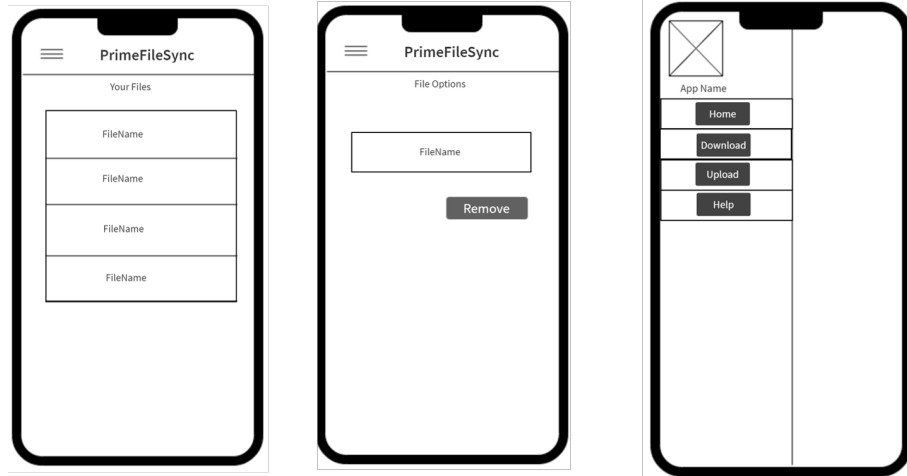 PrimeFileSync
Your Files
FileName
FileName
FileName
FileName
PrimeFileSync
File Options
FileName
Remove
App Name
Home
Download
Upload
Help